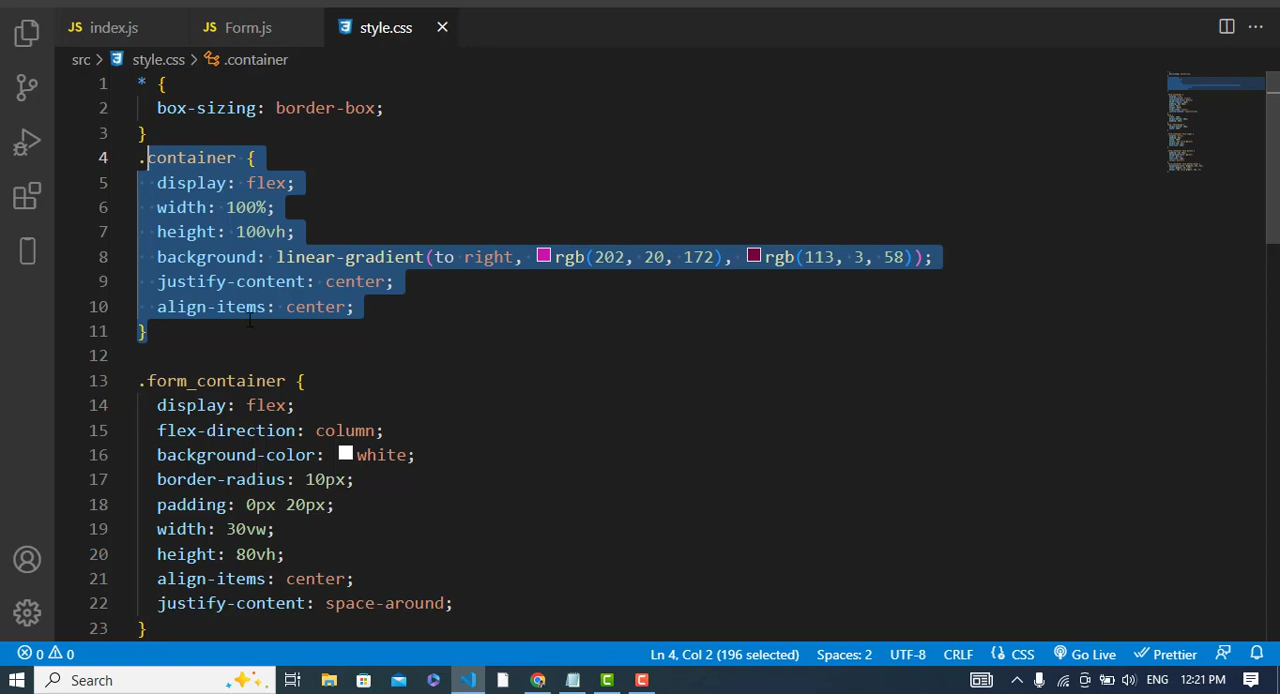 JS index.js JS Form.js style.css
src > style.css > .container
1 * {
2 box-sizing: border-box;
3 }
4 .container {
5 display: flex;
6 width: 100%;
7 height: 100vh;
8 background: linear-gradient(to right, rgb(202, 20, 172), rgb(113, 3, 58));
9 justify-content: center;
10 align-items: center;
11 }
12
13 .form_container {
14 display: flex;
15 flex-direction: column;
16 background-color: white;
17 border-radius: 10px;
18 padding: 0px 20px;
19 width: 30vw;
20 height: 80vh;
21 align-items: center;
22 justify-content: space-around;
23 }
0 0 Ln 4, Col 2 (196 selected) Spaces: 2 UTF-8 CRLF {} CSS Go Live Prettier
Search ENG 12:21 PM